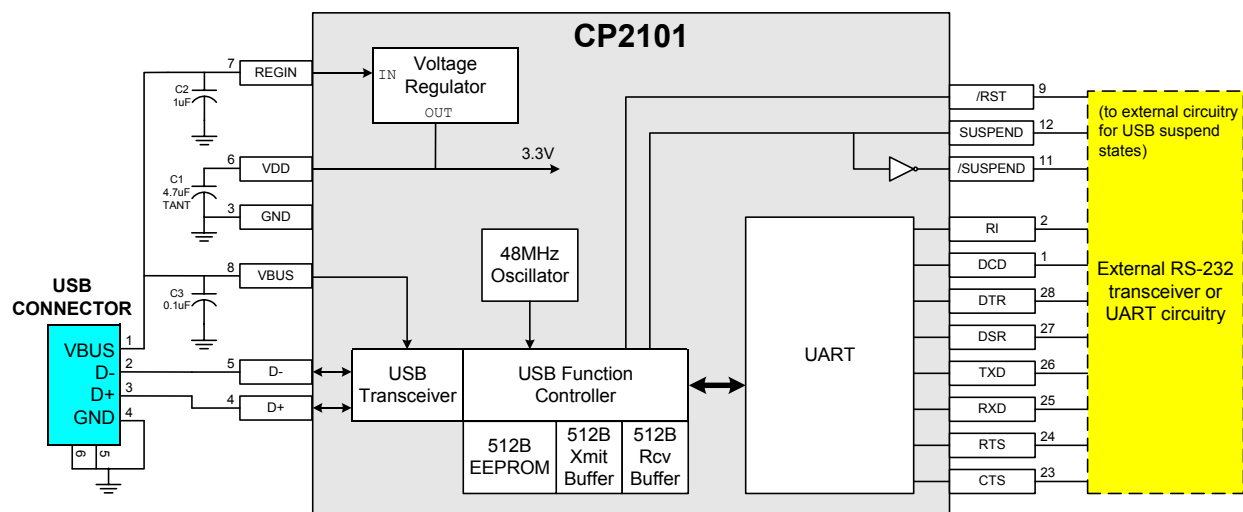 CP2101
7
REGIN
IN
Voltage
Regulator
OUT
C2
1uF
6
VDD
3.3V
C1
4.7uF
TANT
3
GND
8
VBUS
C3
0.1uF
48MHz
Oscillator
USB
CONNECTOR
VBUS
1
D-
2
D+
3
GND
4
6
5
5
D-
4
D+
USB
Transceiver
USB Function
Controller
512B
EEPROM
512B
Xmit
Buffer
512B
Rcv
Buffer
UART
/RST
9
SUSPEND
12
/SUSPEND
11
RI
2
DCD
1
DTR
28
DSR
27
TXD
26
RXD
25
RTS
24
CTS
23
(to external circuitry
for USB suspend
states)
External RS-232
transceiver or
UART circuitry